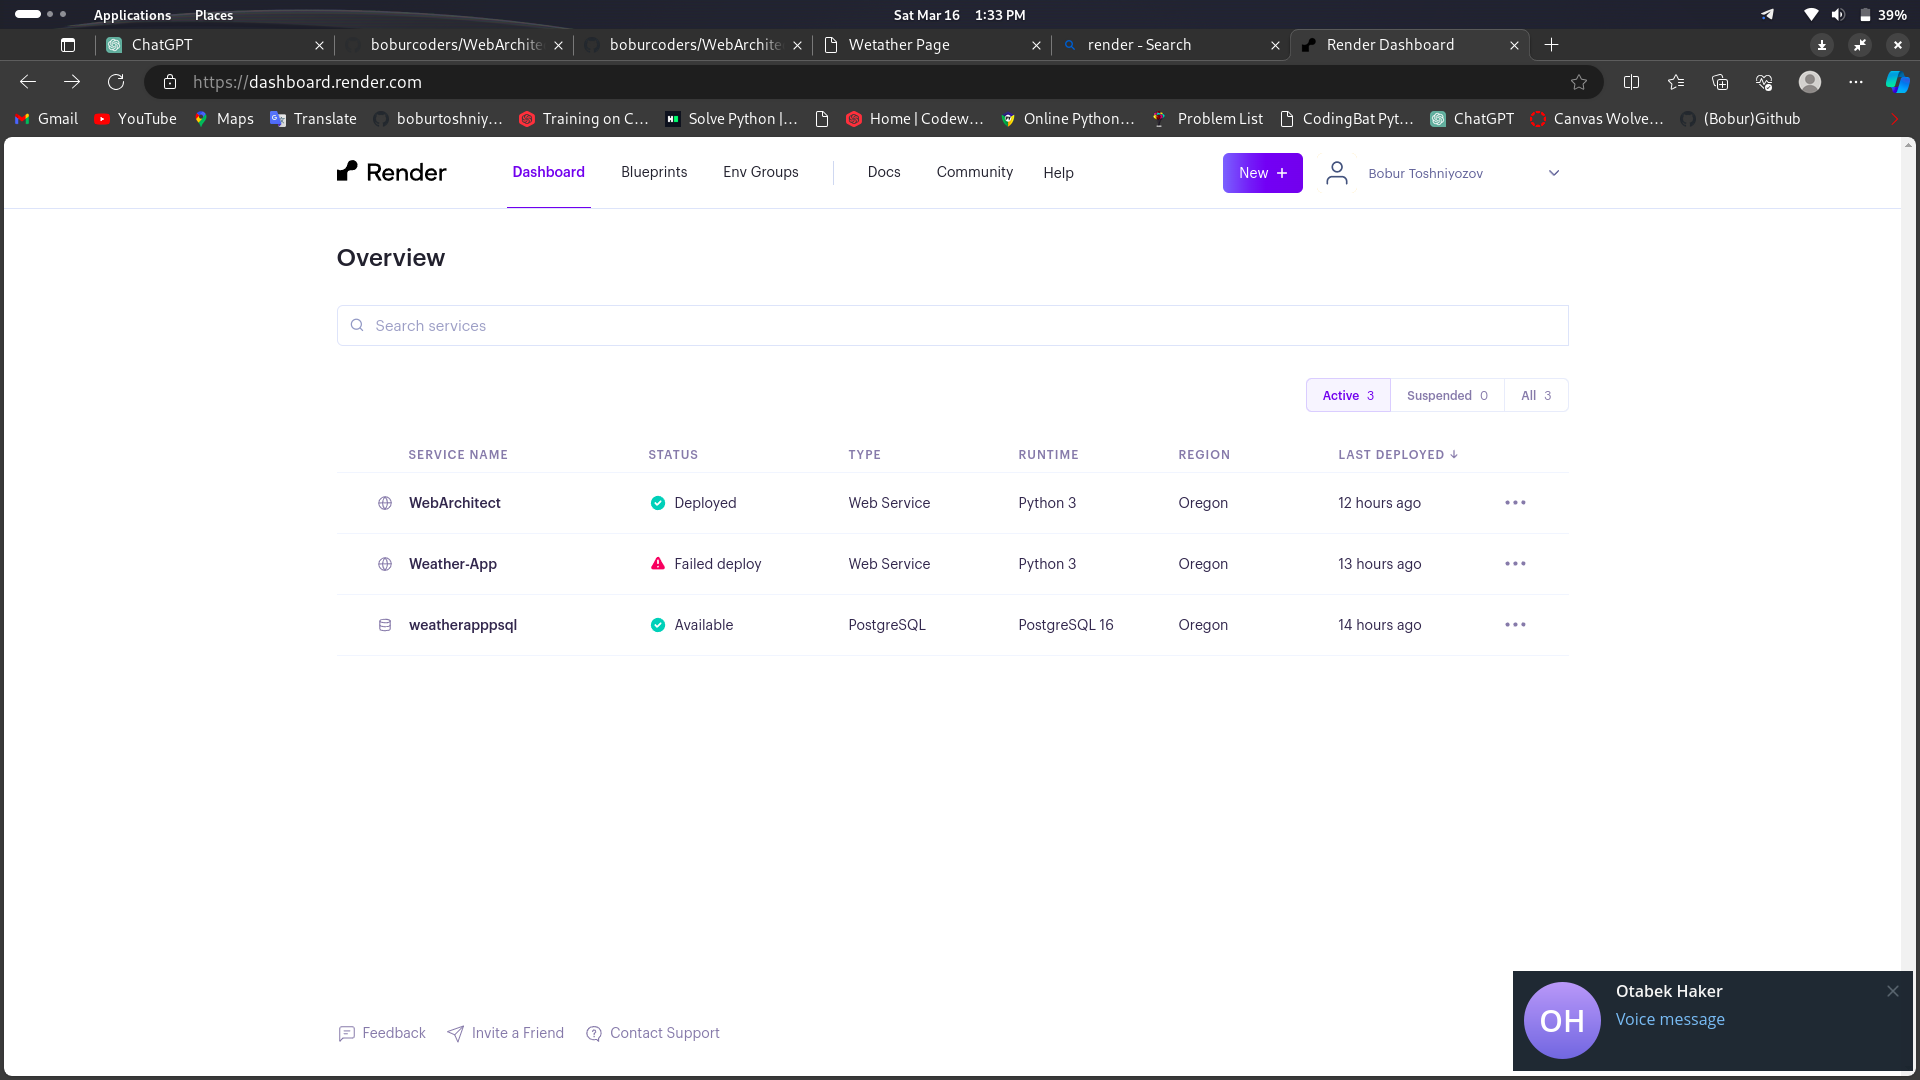 Applications Places Sat Mar 16 1:33 PM 39%
ChatGPT boburcoders/WebArchite boburcoders/WebArchite Wetather Page render - Search Render Dashboard
https://dashboard.render.com
Gmail YouTube Maps Translate boburtoshniy... Training on C... Solve Python |... Home | Codew... Online Python... Problem List CodingBat Pyt... ChatGPT Canvas Wolve... (Bobur)Github
Render Dashboard Blueprints Env Groups Docs Community Help New + Bobur Toshniyozov
Overview
Search services
Active 3 Suspended 0 All 3
SERVICE NAME STATUS TYPE RUNTIME REGION LAST DEPLOYED ↓
WebArchitect Deployed Web Service Python 3 Oregon 12 hours ago
Weather-App Failed deploy Web Service Python 3 Oregon 13 hours ago
weatherapppsql Available PostgreSQL PostgreSQL 16 Oregon 14 hours ago
Otabek Haker
OH Voice message
Feedback Invite a Friend Contact Support